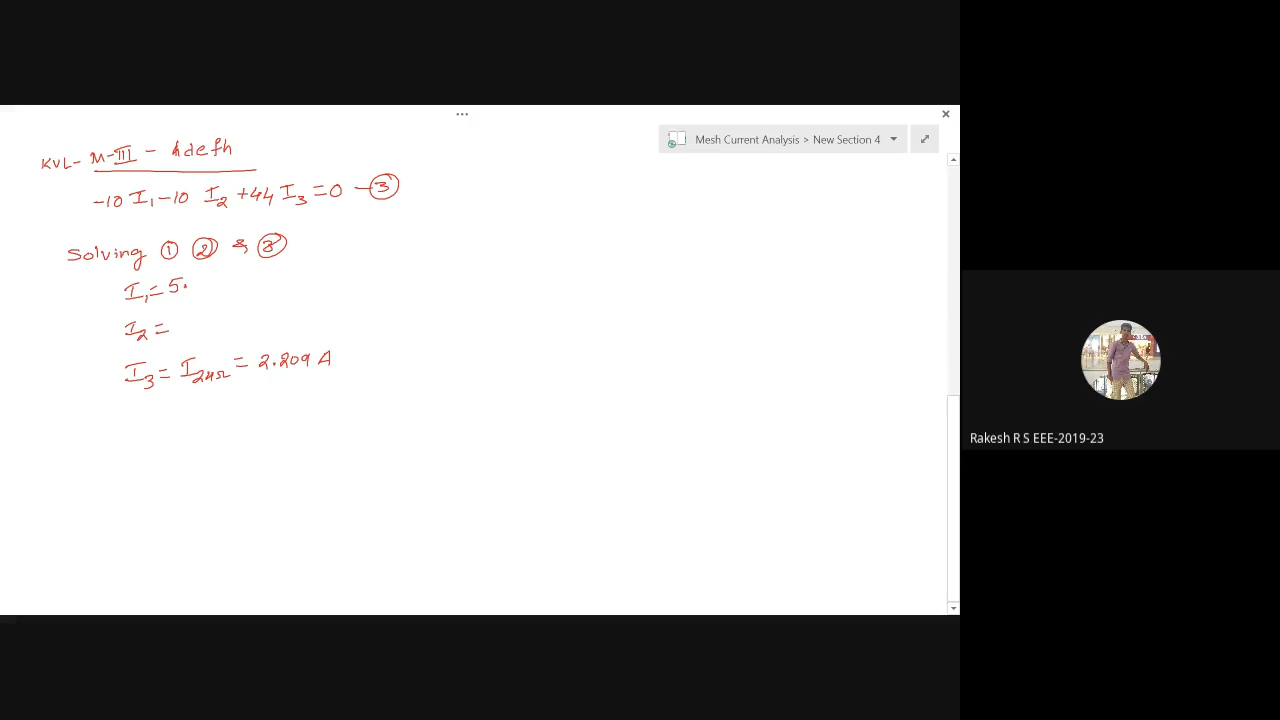 ...
Mesh Current Analysis > New Section 4
KVL- M-III - hdefh
-10 I₁ -10 I₂ +44 I₃ = 0 -③
Solving ① ② & ③
I₁ = 5.
I₂ =
I₃ = I₂₄Ω = 2.209 A
Rakesh R S EEE-2019-23